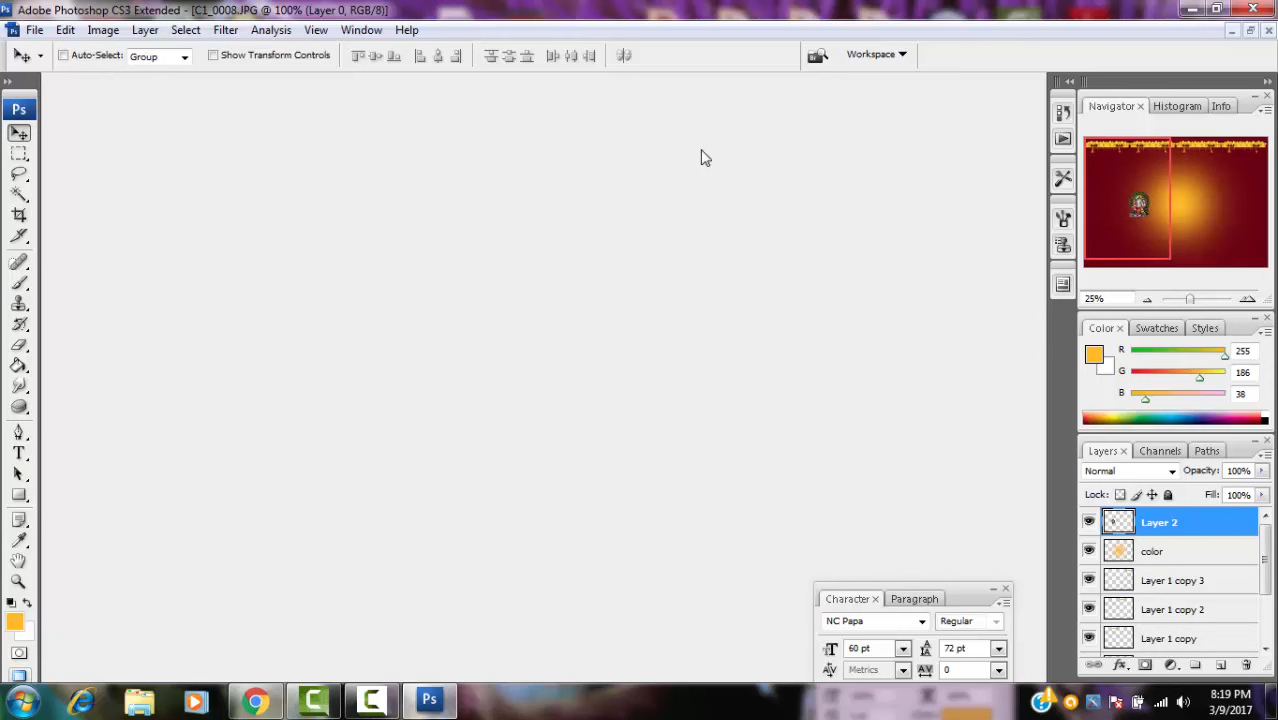 Adobe Photoshop CS3 Extended - [C1_0008.JPG @ 100% (Layer 0, RGB/8)]
File Edit Image Layer Select Filter Analysis View Window Help
Auto-Select: Group Show Transform Controls Workspace
Ps
Navigator Histogram Info
25%
Color Swatches Styles
R 255
G 186
B 38
Layers Channels Paths
Normal Opacity: 100%
Lock: Fill: 100%
Layer 2
color
Layer 1 copy 3
Layer 1 copy 2
Layer 1 copy
Character Paragraph
NC Papa Regular
60 pt 72 pt
Metrics 0
8:19 PM
3/9/2017